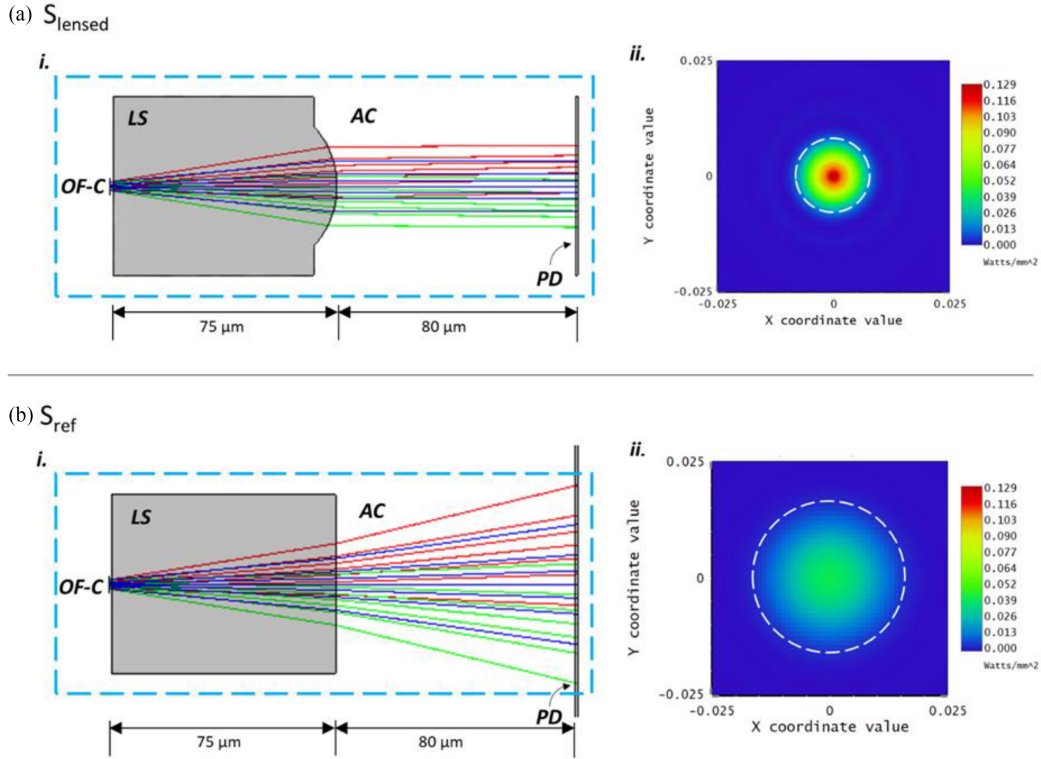 (a) Slensed
i.
LS
AC
OF-C
PD
75 µm
80 µm
ii.
0.025
0
-0.025
-0.025
0
0.025
Y coordinate value
X coordinate value
0.129
0.116
0.103
0.090
0.077
0.064
0.052
0.039
0.026
0.013
0.000
Watts/mm^2
(b) Sref
i.
LS
AC
OF-C
PD
75 µm
80 µm
ii.
0.025
0
-0.025
-0.025
0
0.025
Y coordinate value
X coordinate value
0.129
0.116
0.103
0.090
0.077
0.064
0.052
0.039
0.026
0.013
0.000
Watts/mm^2